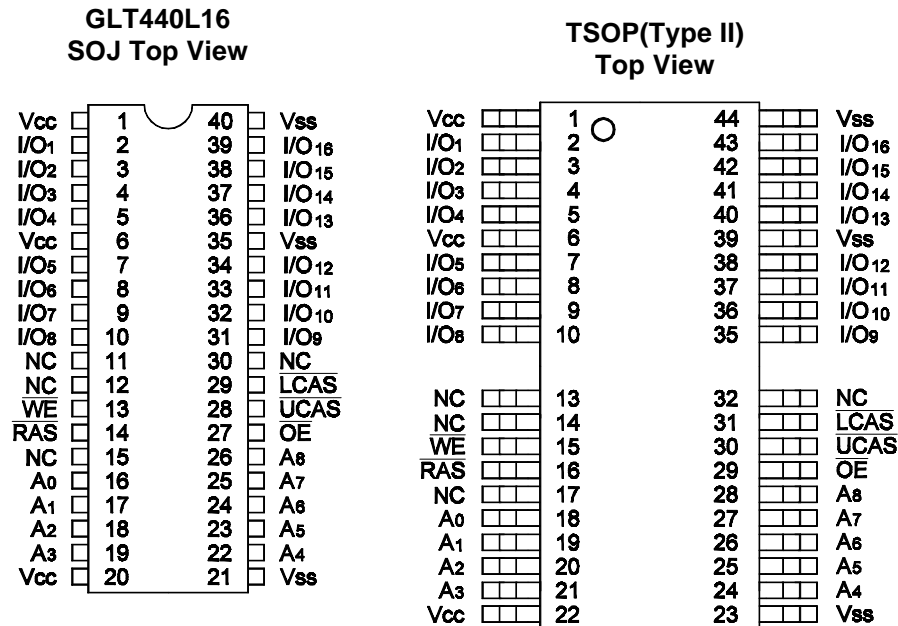 GLT440L16
SOJ Top View
Vcc 1 40 Vss
I/O1 2 39 I/O16
I/O2 3 38 I/O15
I/O3 4 37 I/O14
I/O4 5 36 I/O13
Vcc 6 35 Vss
I/O5 7 34 I/O12
I/O6 8 33 I/O11
I/O7 9 32 I/O10
I/O8 10 31 I/O9
NC 11 30 NC
NC 12 29 LCAS
WE 13 28 UCAS
RAS 14 27 OE
NC 15 26 A8
A0 16 25 A7
A1 17 24 A6
A2 18 23 A5
A3 19 22 A4
Vcc 20 21 Vss
TSOP(Type II)
Top View
Vcc 1 44 Vss
I/O1 2 43 I/O16
I/O2 3 42 I/O15
I/O3 4 41 I/O14
I/O4 5 40 I/O13
Vcc 6 39 Vss
I/O5 7 38 I/O12
I/O6 8 37 I/O11
I/O7 9 36 I/O10
I/O8 10 35 I/O9
NC 13 32 NC
NC 14 31 LCAS
WE 15 30 UCAS
RAS 16 29 OE
NC 17 28 A8
A0 18 27 A7
A1 19 26 A6
A2 20 25 A5
A3 21 24 A4
Vcc 22 23 Vss